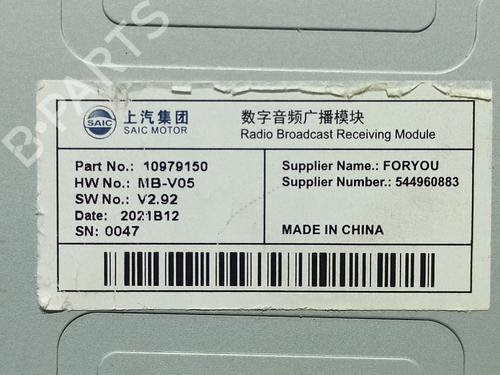 B-PARTS
SAIC
上汽集团
SAIC MOTOR
数字音频广播模块
Radio Broadcast Receiving Module
Part No.: 10979150
HW No.: MB-V05
SW No.: V2.92
Date: 2021B12
SN: 0047
Supplier Name.: FORYOU
Supplier Number.: 544960883
MADE IN CHINA